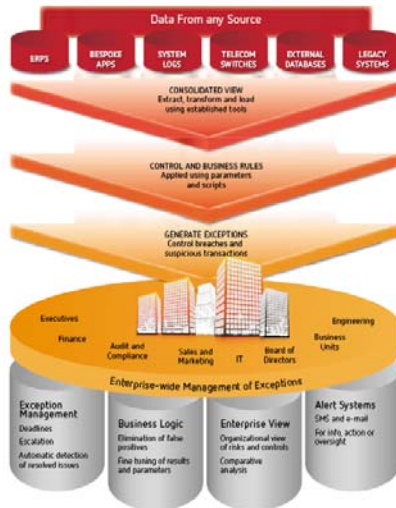 Data From any Source
ERPS
BESPOKE
APPS
SYSTEM
LOGS
TELECOM
SWITCHES
EXTERNAL
DATABASES
LEGACY
SYSTEMS
CONSOLIDATED VIEW
Extract, transform and load
using established tools
CONTROL AND BUSINESS RULES
Applied using parameters
and scripts
GENERATE EXCEPTIONS
Control breaches and
suspicious transactions
Executives
Finance
Audit and
Compliance
Sales and
Marketing
IT
Board of
Directors
Business
Units
Engineering
Enterprise-wide Management of Exceptions
Exception
Management
Deadlines
Escalation
Automatic detection
of resolved issues
Business Logic
Elimination of false
positives
Fine tuning of results
and parameters
Enterprise View
Organizational view
of risks and controls
Comparative
analysis
Alert Systems
SMS and e-mail
For info, action or
oversight